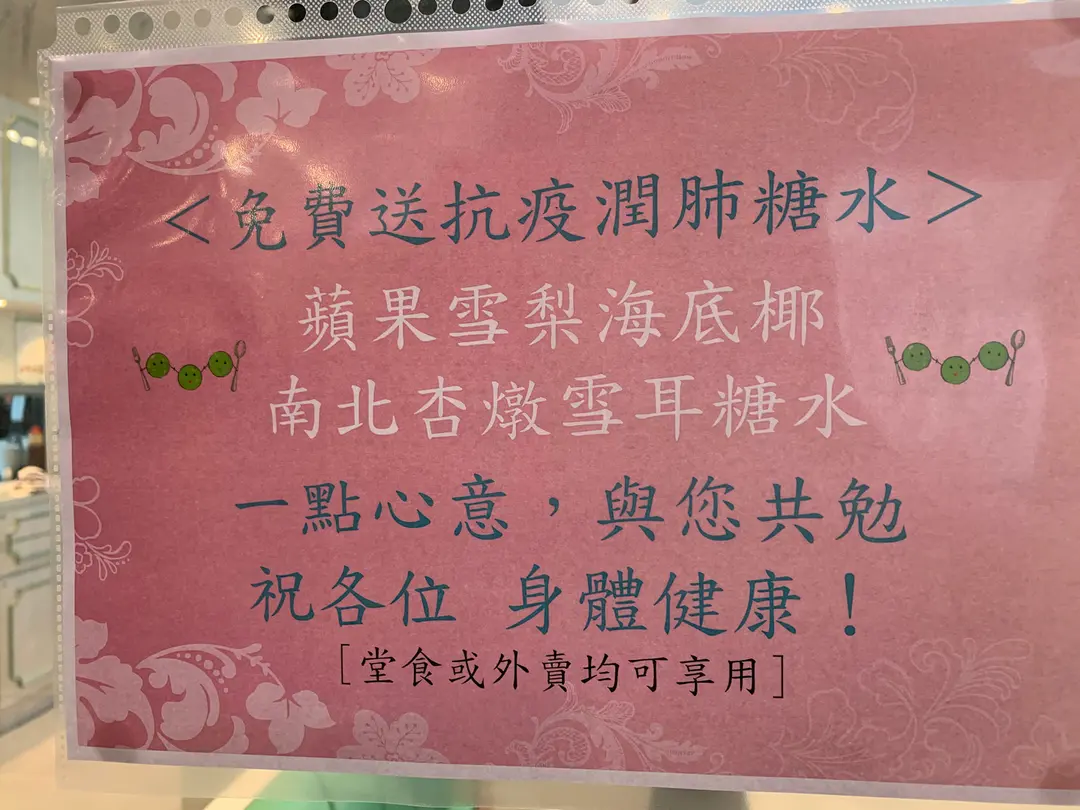 ＜免費送抗疫潤肺糖水＞
蘋果雪梨海底椰
南北杏燉雪耳糖水
一點心意，與您共勉
祝各位 身體健康！
[堂食或外賣均可享用]